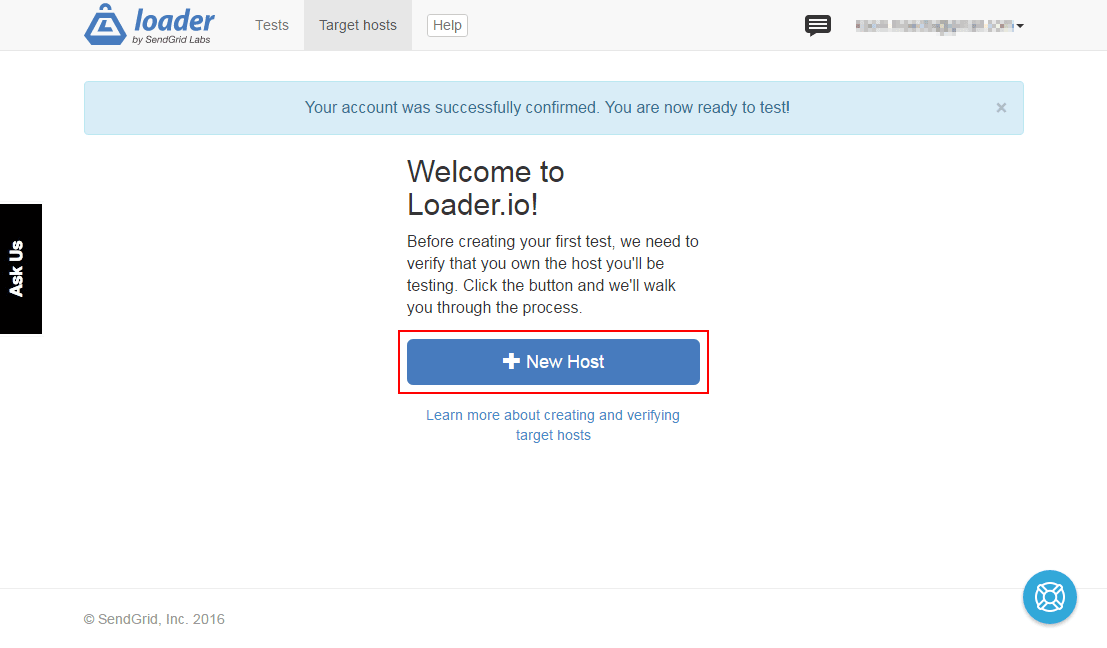 loader
by SendGrid Labs
Tests
Target hosts
Help
Your account was successfully confirmed. You are now ready to test!
×
Welcome to
Loader.io!
Before creating your first test, we need to
verify that you own the host you'll be
testing. Click the button and we'll walk
you through the process.
New Host
Learn more about creating and verifying
target hosts
Ask Us
© SendGrid, Inc. 2016